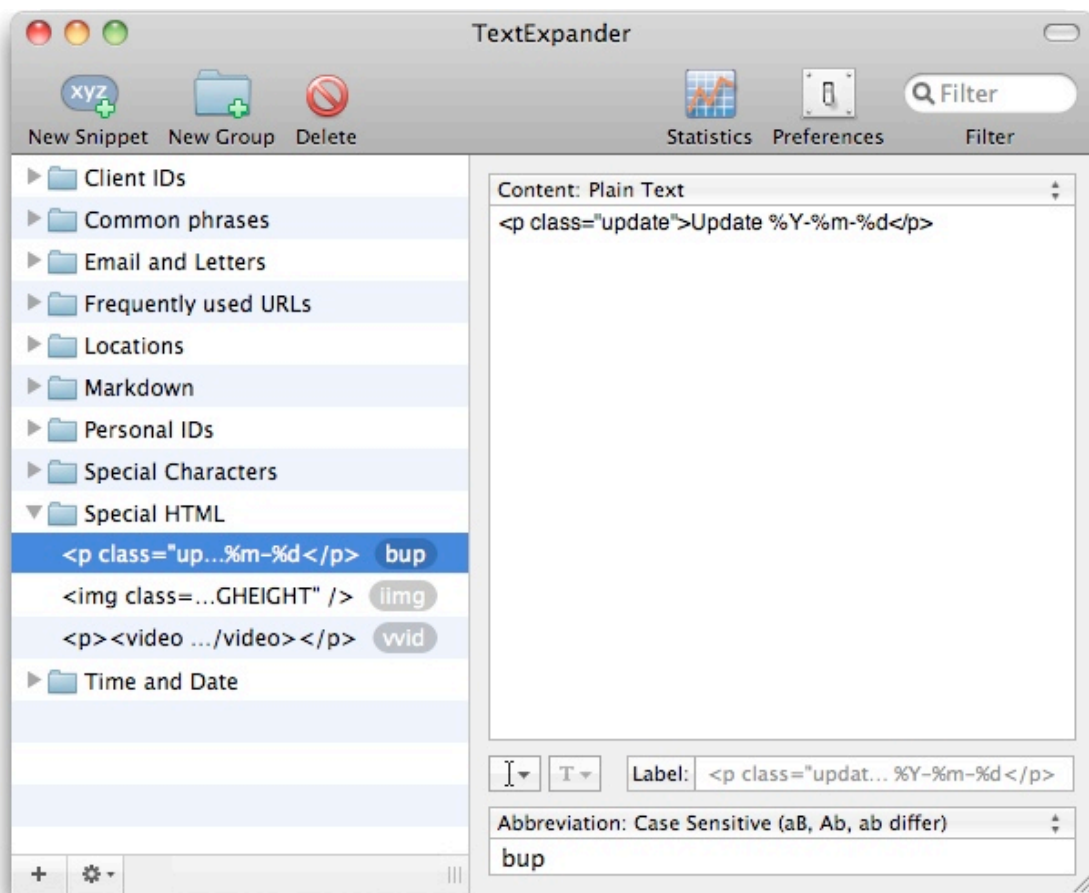 TextExpander
xyz
New Snippet New Group Delete
Statistics Preferences Filter
Filter
Client IDs
Common phrases
Email and Letters
Frequently used URLs
Locations
Markdown
Personal IDs
Special Characters
Special HTML
<p class="up...%m-%d</p> bup
<img class=...GHEIGHT" /> iimg
<p><video .../video></p> vvid
Time and Date
Content: Plain Text
<p class="update">Update %Y-%m-%d</p>
T
Label: <p class="updat... %Y-%m-%d</p>
Abbreviation: Case Sensitive (aB, Ab, ab differ)
bup